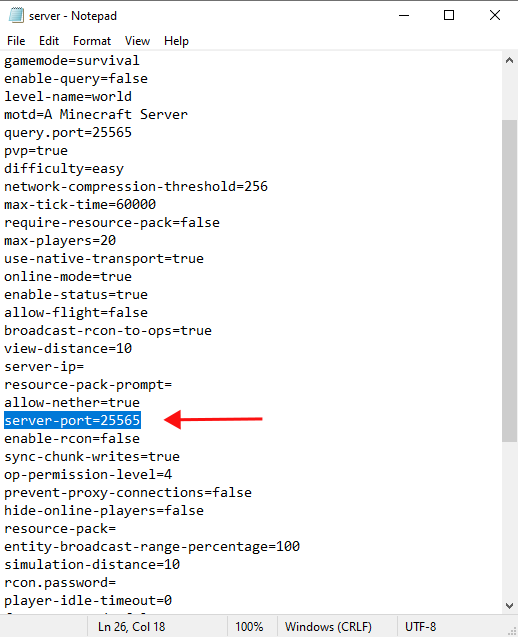 server - Notepad
File Edit Format View Help
gamemode=survival
enable-query=false
level-name=world
motd=A Minecraft Server
query.port=25565
pvp=true
difficulty=easy
network-compression-threshold=256
max-tick-time=60000
require-resource-pack=false
max-players=20
use-native-transport=true
online-mode=true
enable-status=true
allow-flight=false
broadcast-rcon-to-ops=true
view-distance=10
server-ip=
resource-pack-prompt=
allow-nether=true
server-port=25565
enable-rcon=false
sync-chunk-writes=true
op-permission-level=4
prevent-proxy-connections=false
hide-online-players=false
resource-pack=
entity-broadcast-range-percentage=100
simulation-distance=10
rcon.password=
player-idle-timeout=0
Ln 26, Col 18 100% Windows (CRLF) UTF-8